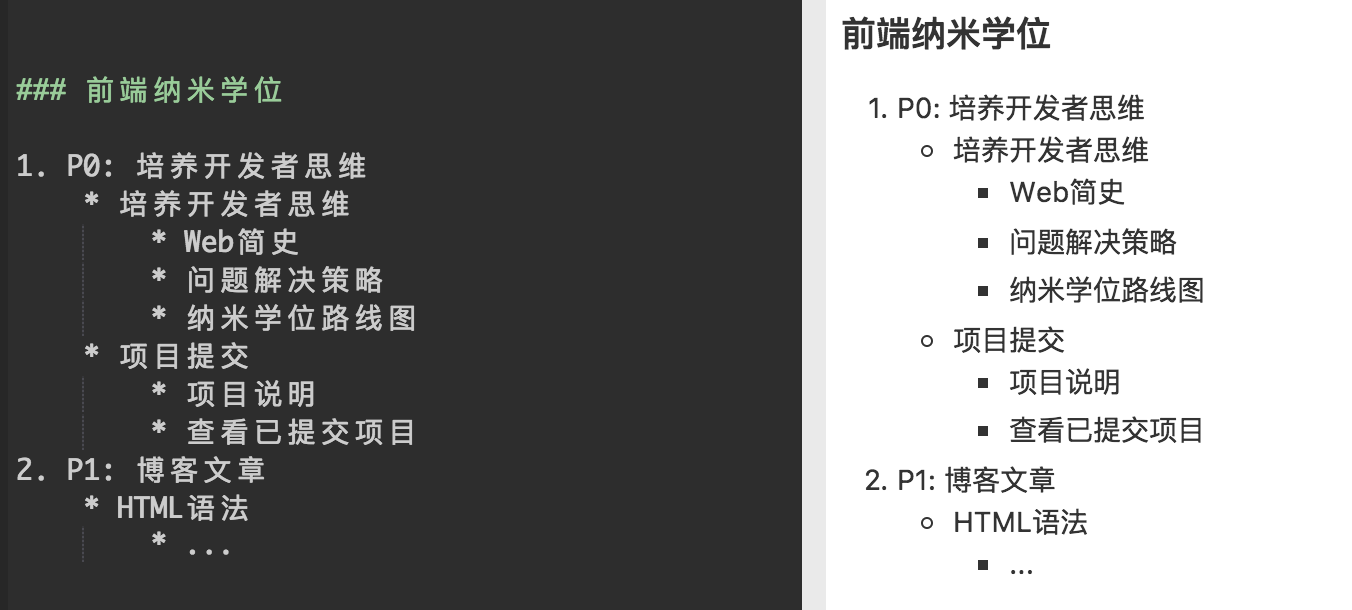 ### 前端纳米学位
1. P0: 培养开发者思维
* 培养开发者思维
* Web简史
* 问题解决策略
* 纳米学位路线图
* 项目提交
* 项目说明
* 查看已提交项目
2. P1: 博客文章
* HTML语法
* ...
前端纳米学位
1. P0: 培养开发者思维
培养开发者思维
Web简史
问题解决策略
纳米学位路线图
项目提交
项目说明
查看已提交项目
2. P1: 博客文章
HTML语法
...